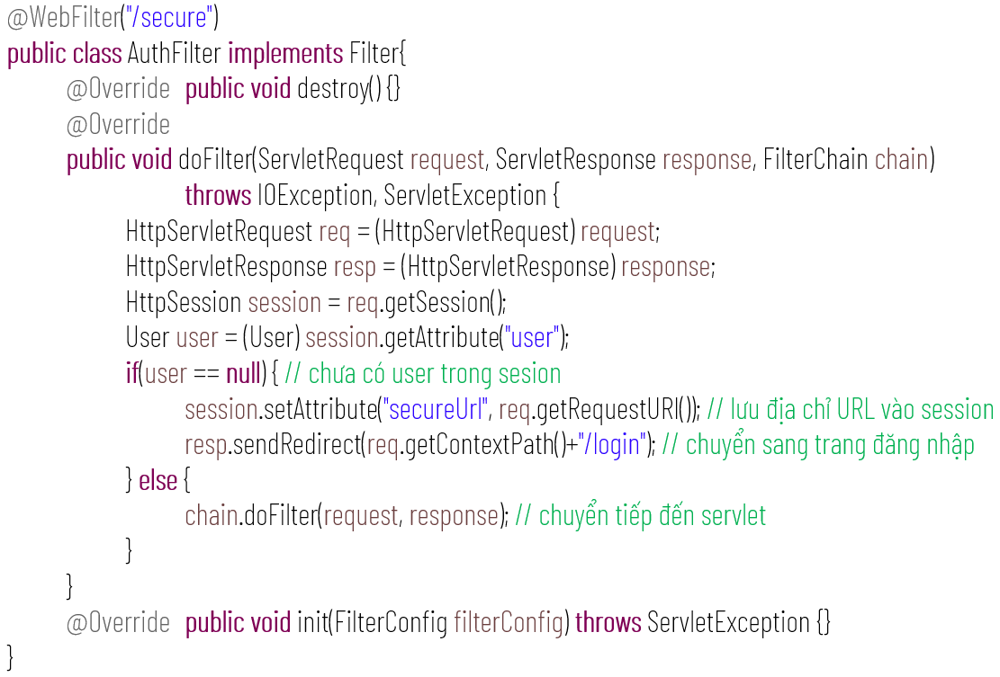 @WebFilter("/secure")
public class AuthFilter implements Filter{
@Override public void destroy() {}
@Override
public void doFilter(ServletRequest request, ServletResponse response, FilterChain chain)
throws IOException, ServletException {
HttpServletRequest req = (HttpServletRequest) request;
HttpServletResponse resp = (HttpServletResponse) response;
HttpSession session = req.getSession();
User user = (User) session.getAttribute("user");
if(user == null) { // chưa có user trong sesion
session.setAttribute("secureUrl", req.getRequestURI()); // lưu địa chỉ URL vào session
resp.sendRedirect(req.getContextPath()+"/login"); // chuyển sang trang đăng nhập
} else {
chain.doFilter(request, response); // chuyển tiếp đến servlet
}
}
@Override public void init(FilterConfig filterConfig) throws ServletException {}
}